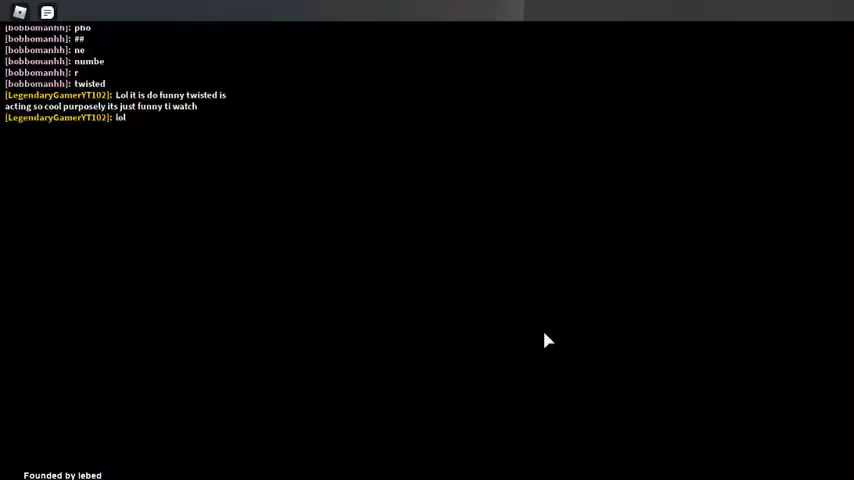 [bobbomanhh]: pho
[bobbomanhh]: ##
[bobbomanhh]: ne
[bobbomanhh]: numbe
[bobbomanhh]: r
[bobbomanhh]: twisted
[LegendaryGamerYT102]: Lol it is do funny twisted is
acting so cool purposely its just funny ti watch
[LegendaryGamerYT102]: lol
Founded by lebed